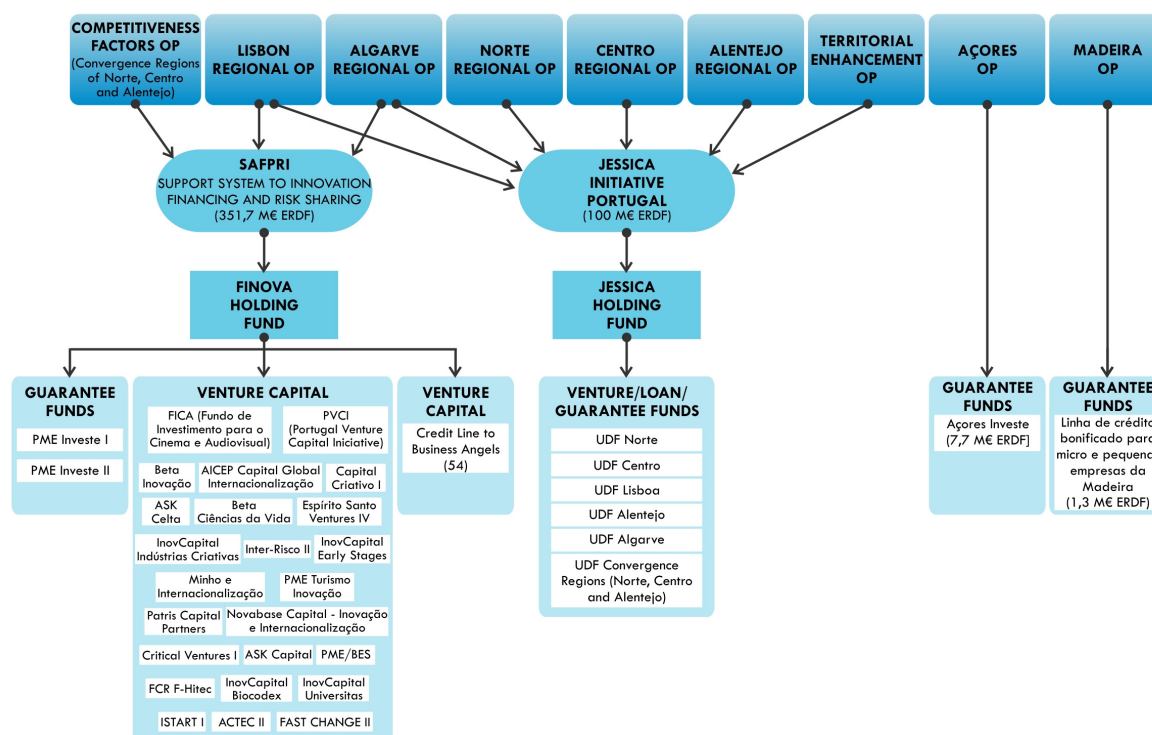 COMPETITIVENESS
FACTORS OP
(Convergence Regions
of Norte, Centro
and Alentejo)
LISBON
REGIONAL OP
ALGARVE
REGIONAL OP
NORTE
REGIONAL OP
CENTRO
REGIONAL OP
ALENTEJO
REGIONAL OP
TERRITORIAL
ENHANCEMENT
OP
AÇORES
OP
MADEIRA
OP
SAFPRI
SUPPORT SYSTEM TO INNOVATION
FINANCING AND RISK SHARING
(351,7 M€ ERDF)
JESSICA
INITIATIVE
PORTUGAL
(100 M€ ERDF)
FINOVA
HOLDING
FUND
JESSICA
HOLDING
FUND
GUARANTEE
FUNDS
PME Investe I
PME Investe II
VENTURE CAPITAL
FICA (Fundo de
Investimento para o
Cinema e Audiovisual)
PVCI
(Portugal Venture
Capital Iniciative)
Beta
Inovação
AICEP Capital Global
Internacionalização
Capital
Criativo I
ASK
Celta
Beta
Ciências da Vida
Espírito Santo
Ventures IV
InovCapital
Indústrias Criativas
Inter-Risco II
InovCapital
Early Stages
Minho e
Internacionalização
PME Turismo
Inovação
Patris Capital
Partners
Novabase Capital - Inovação
e Internacionalização
Critical Ventures I
ASK Capital
PME/BES
FCR F-Hitec
InovCapital
Biocodex
InovCapital
Universitas
ISTART I
ACTEC II
FAST CHANGE II
VENTURE
CAPITAL
Credit Line to
Business Angels
(54)
VENTURE/LOAN/
GUARANTEE FUNDS
UDF Norte
UDF Centro
UDF Lisboa
UDF Alentejo
UDF Algarve
UDF Convergence
Regions (Norte, Centro
and Alentejo)
GUARANTEE
FUNDS
Açores Investe
(7,7 M€ ERDF]
GUARANTEE
FUNDS
Linha de crédito
bonificado para
micro e pequenas
empresas da
Madeira
(1,3 M€ ERDF)